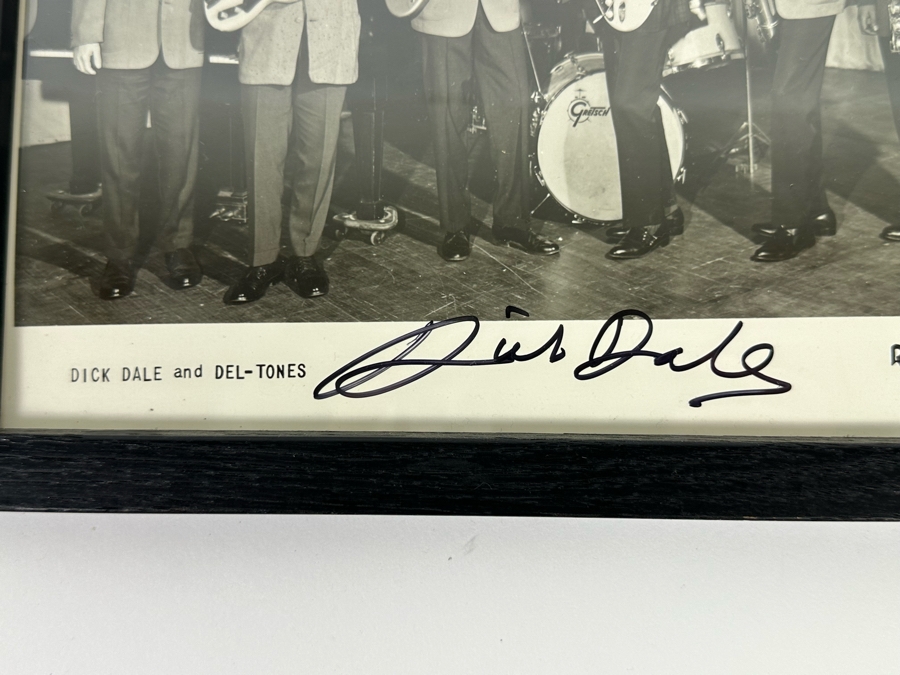 GRETSCH
DICK DALE and DEL-TONES
Dick Dale